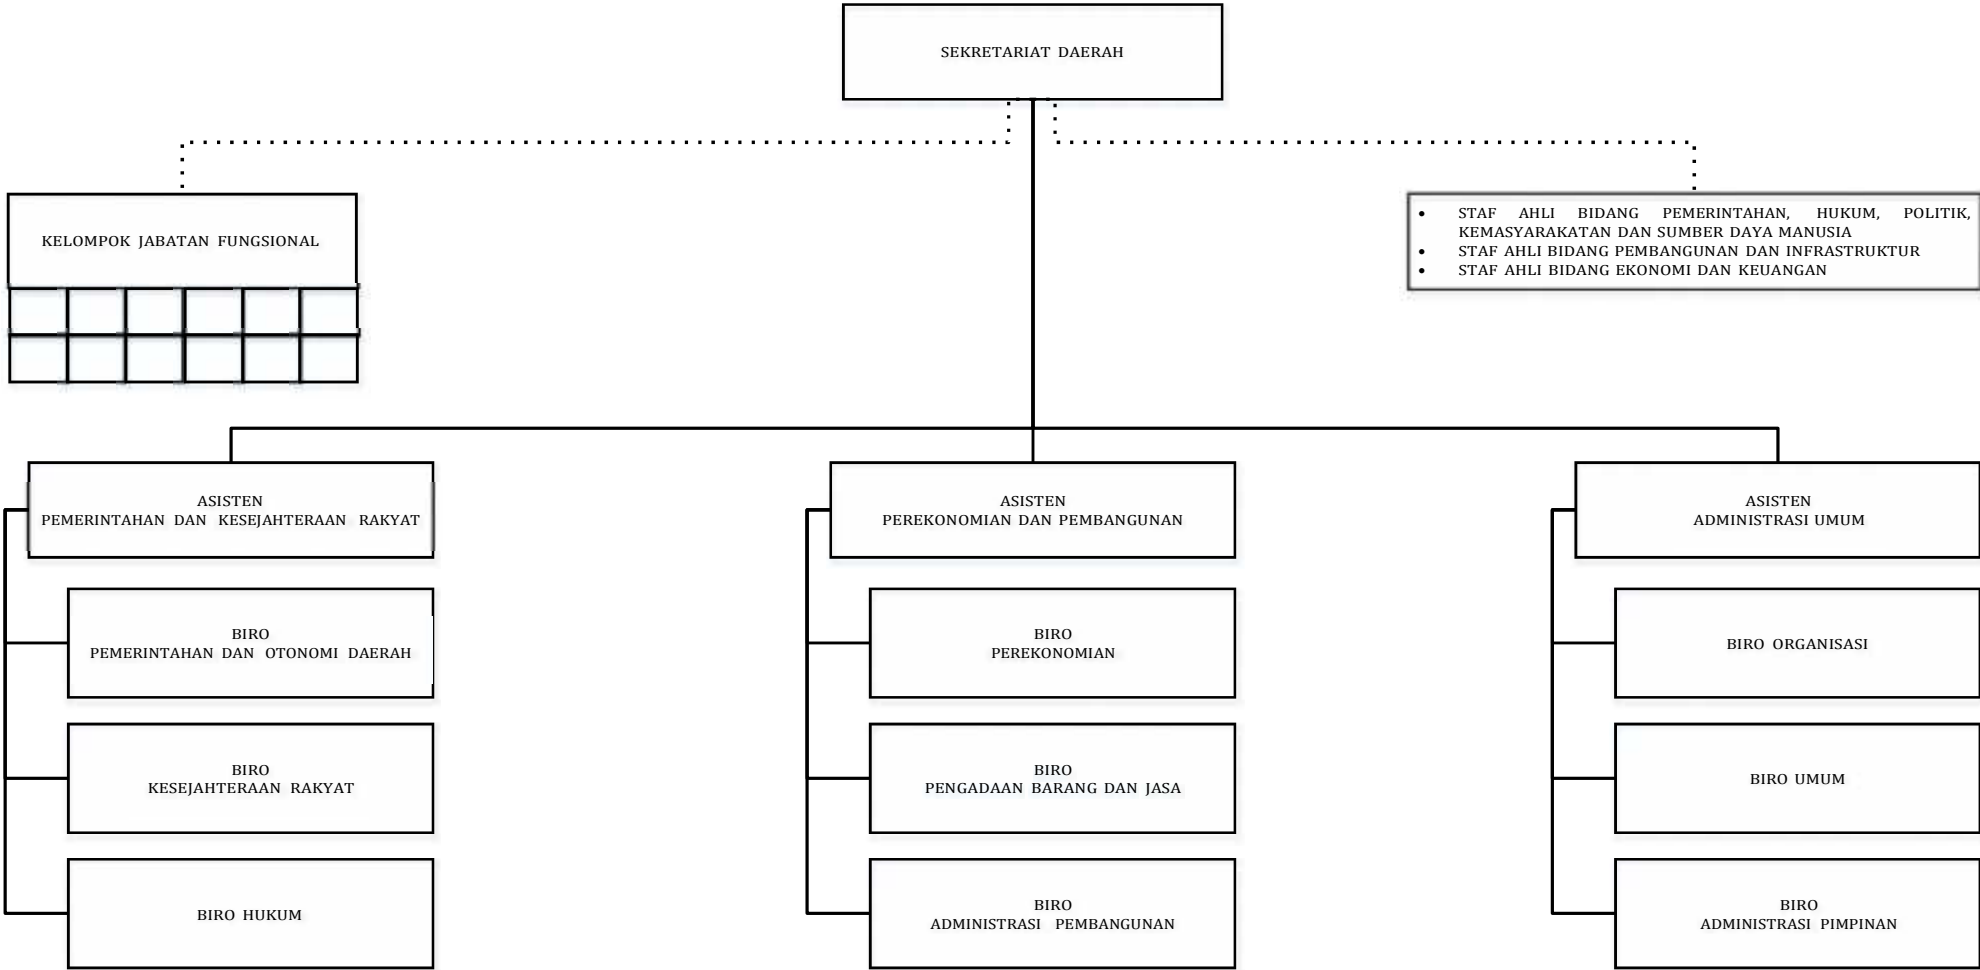 SEKRETARIAT DAERAH
KELOMPOK JABATAN FUNGSIONAL
• STAF AHLI BIDANG PEMERINTAHAN, HUKUM, POLITIK,
KEMASYARAKATAN DAN SUMBER DAYA MANUSIA
• STAF AHLI BIDANG PEMBANGUNAN DAN INFRASTRUKTUR
• STAF AHLI BIDANG EKONOMI DAN KEUANGAN
ASISTEN
PEMERINTAHAN DAN KESEJAHTERAAN RAKYAT
BIRO
PEMERINTAHAN DAN OTONOMI DAERAH
BIRO
KESEJAHTERAAN RAKYAT
BIRO HUKUM
ASISTEN
PEREKONOMIAN DAN PEMBANGUNAN
BIRO
PEREKONOMIAN
BIRO
PENGADAAN BARANG DAN JASA
BIRO
ADMINISTRASI PEMBANGUNAN
ASISTEN
ADMINISTRASI UMUM
BIRO ORGANISASI
BIRO UMUM
BIRO
ADMINISTRASI PIMPINAN